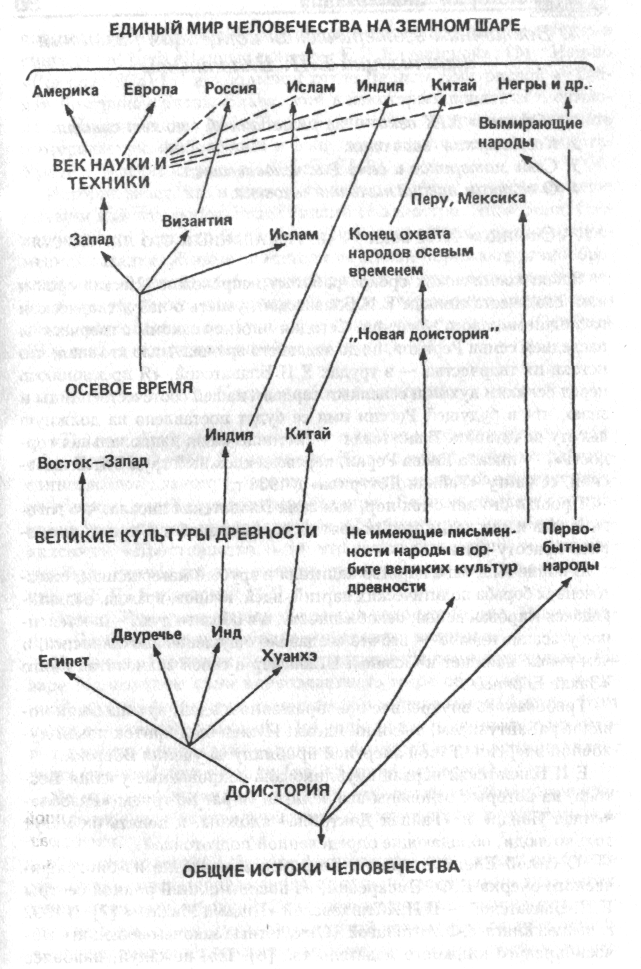 ЕДИНЫЙ МИР ЧЕЛОВЕЧЕСТВА НА ЗЕМНОМ ШАРЕ
Америка Европа Россия Ислам Индия Китай Негры и др.
Вымирающие
народы
ВЕК НАУКИ И
ТЕХНИКИ
Перу, Мексика
Византия
Запад
Ислам
Конец охвата
народов осевым
временем
„Новая доистория"
ОСЕВОЕ ВРЕМЯ
Индия Китай
Восток—Запад
ВЕЛИКИЕ КУЛЬТУРЫ ДРЕВНОСТИ
Не имеющие письмен-
ности народы в ор-
бите великих культур
древности
Перво-
бытные
народы
Двуречье Инд
Египет Хуанхэ
ДОИСТОРИЯ
ОБЩИЕ ИСТОКИ ЧЕЛОВЕЧЕСТВА